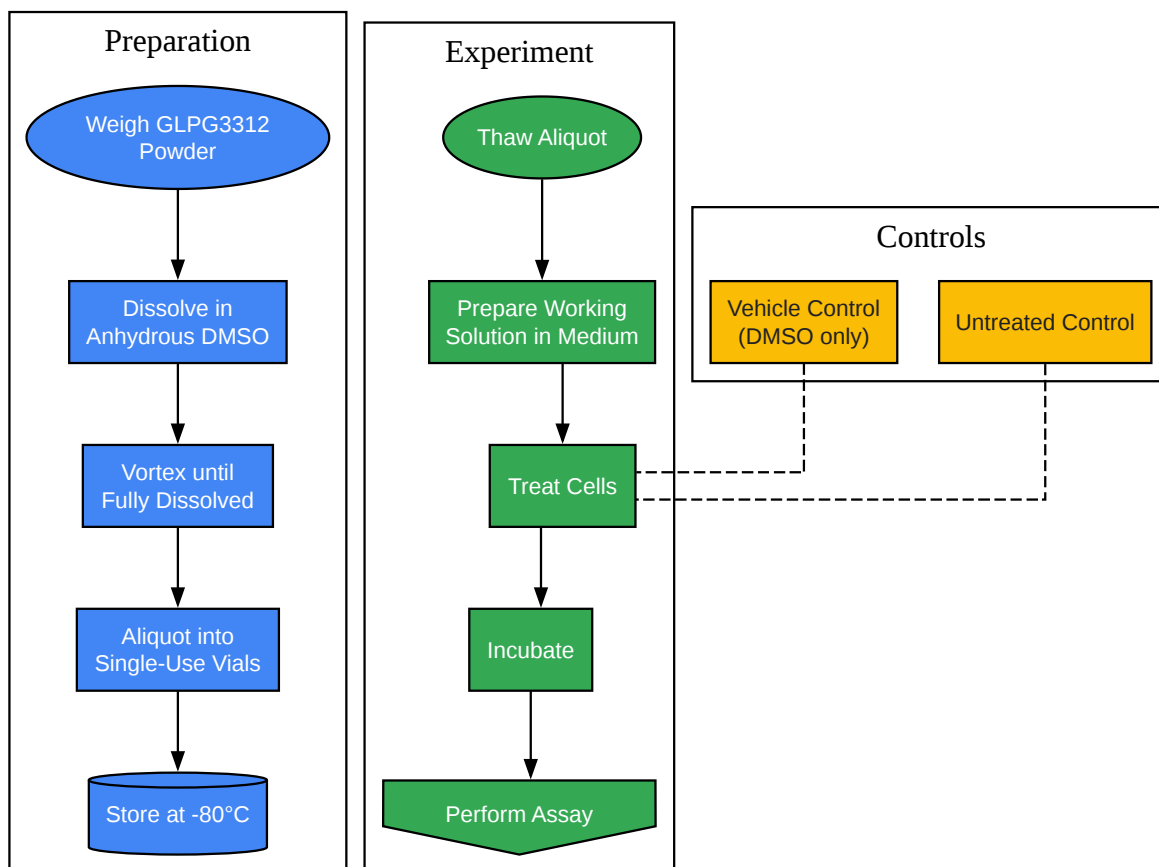 Preparation
Weigh GLPG3312
Powder
Dissolve in
Anhydrous DMSO
Vortex until
Fully Dissolved
Aliquot into
Single-Use Vials
Store at -80°C
Experiment
Thaw Aliquot
Prepare Working
Solution in Medium
Treat Cells
Incubate
Perform Assay
Controls
Vehicle Control
(DMSO only)
Untreated Control